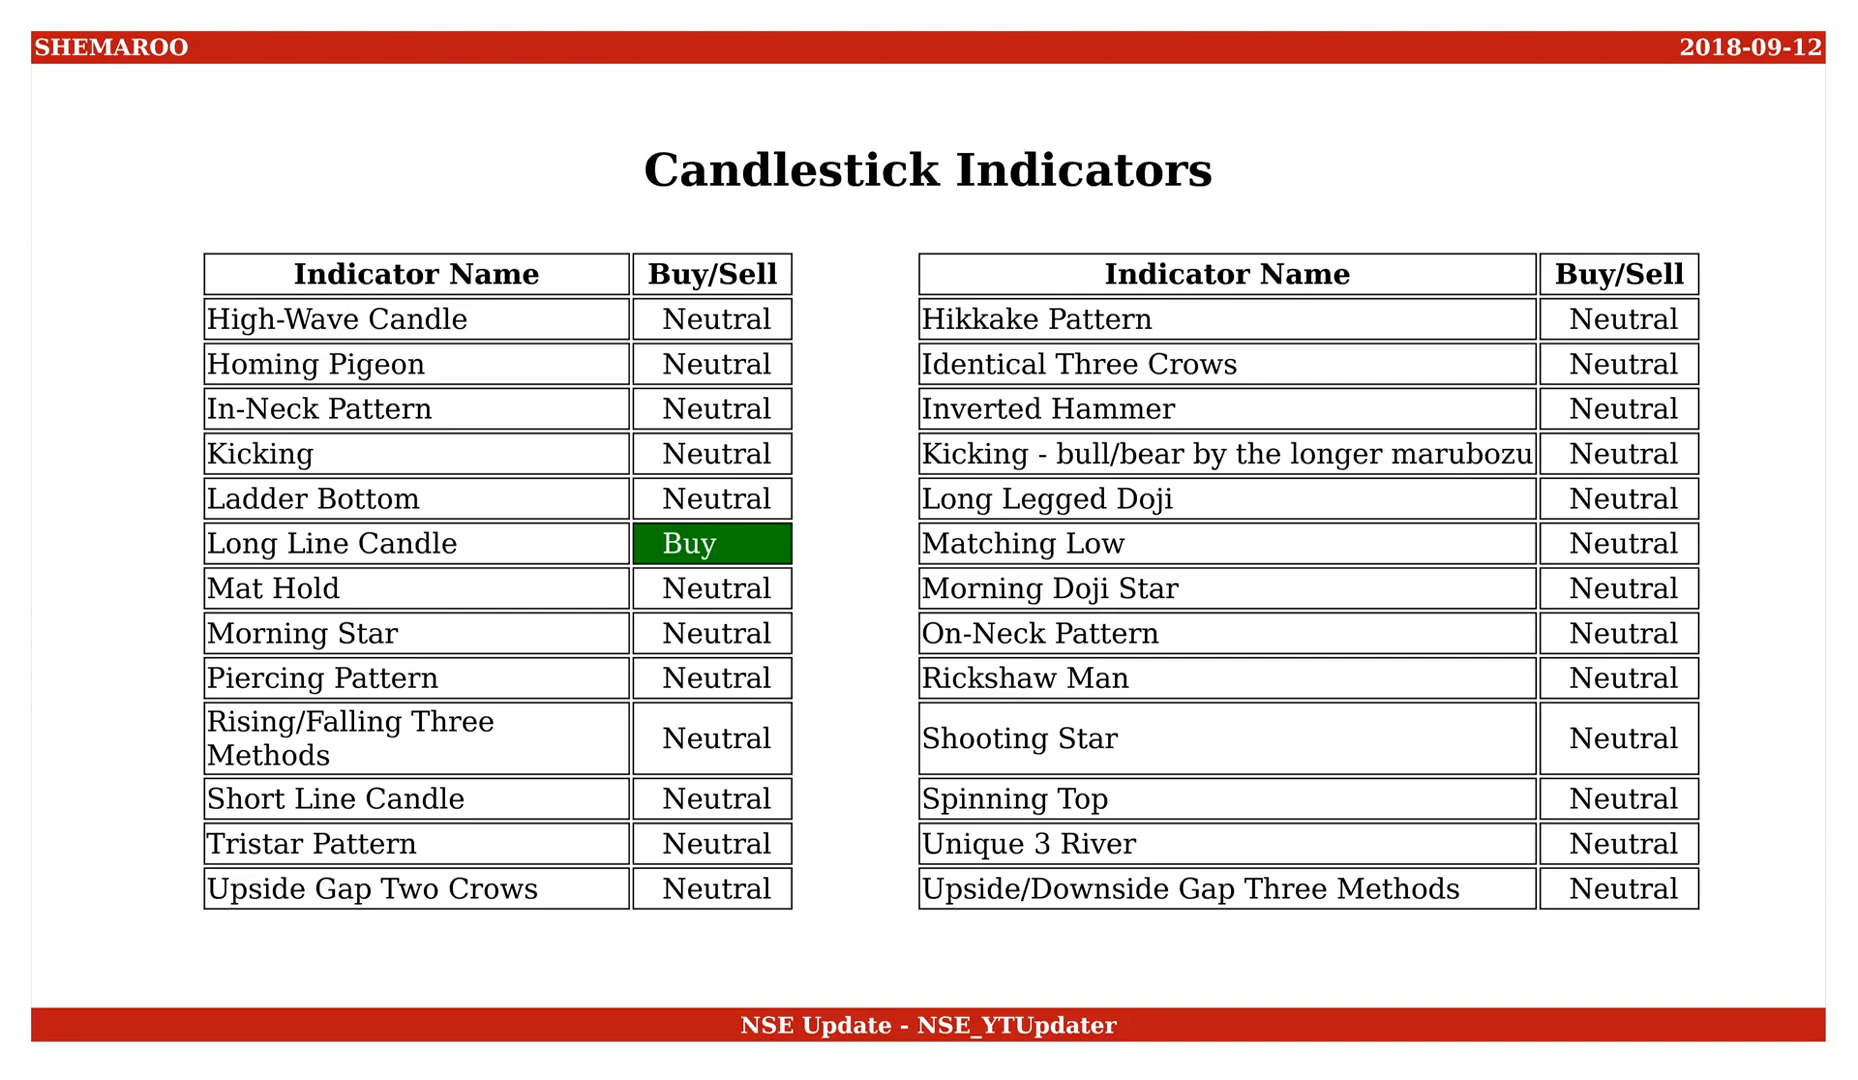 SHEMAROO 2018-09-12
Candlestick Indicators
Indicator Name Buy/Sell
High-Wave Candle Neutral
Homing Pigeon Neutral
In-Neck Pattern Neutral
Kicking Neutral
Ladder Bottom Neutral
Long Line Candle Buy
Mat Hold Neutral
Morning Star Neutral
Piercing Pattern Neutral
Rising/Falling Three
Methods Neutral
Short Line Candle Neutral
Tristar Pattern Neutral
Upside Gap Two Crows Neutral
Indicator Name Buy/Sell
Hikkake Pattern Neutral
Identical Three Crows Neutral
Inverted Hammer Neutral
Kicking - bull/bear by the longer marubozu Neutral
Long Legged Doji Neutral
Matching Low Neutral
Morning Doji Star Neutral
On-Neck Pattern Neutral
Rickshaw Man Neutral
Shooting Star Neutral
Spinning Top Neutral
Unique 3 River Neutral
Upside/Downside Gap Three Methods Neutral
NSE Update - NSE_YTUpdater